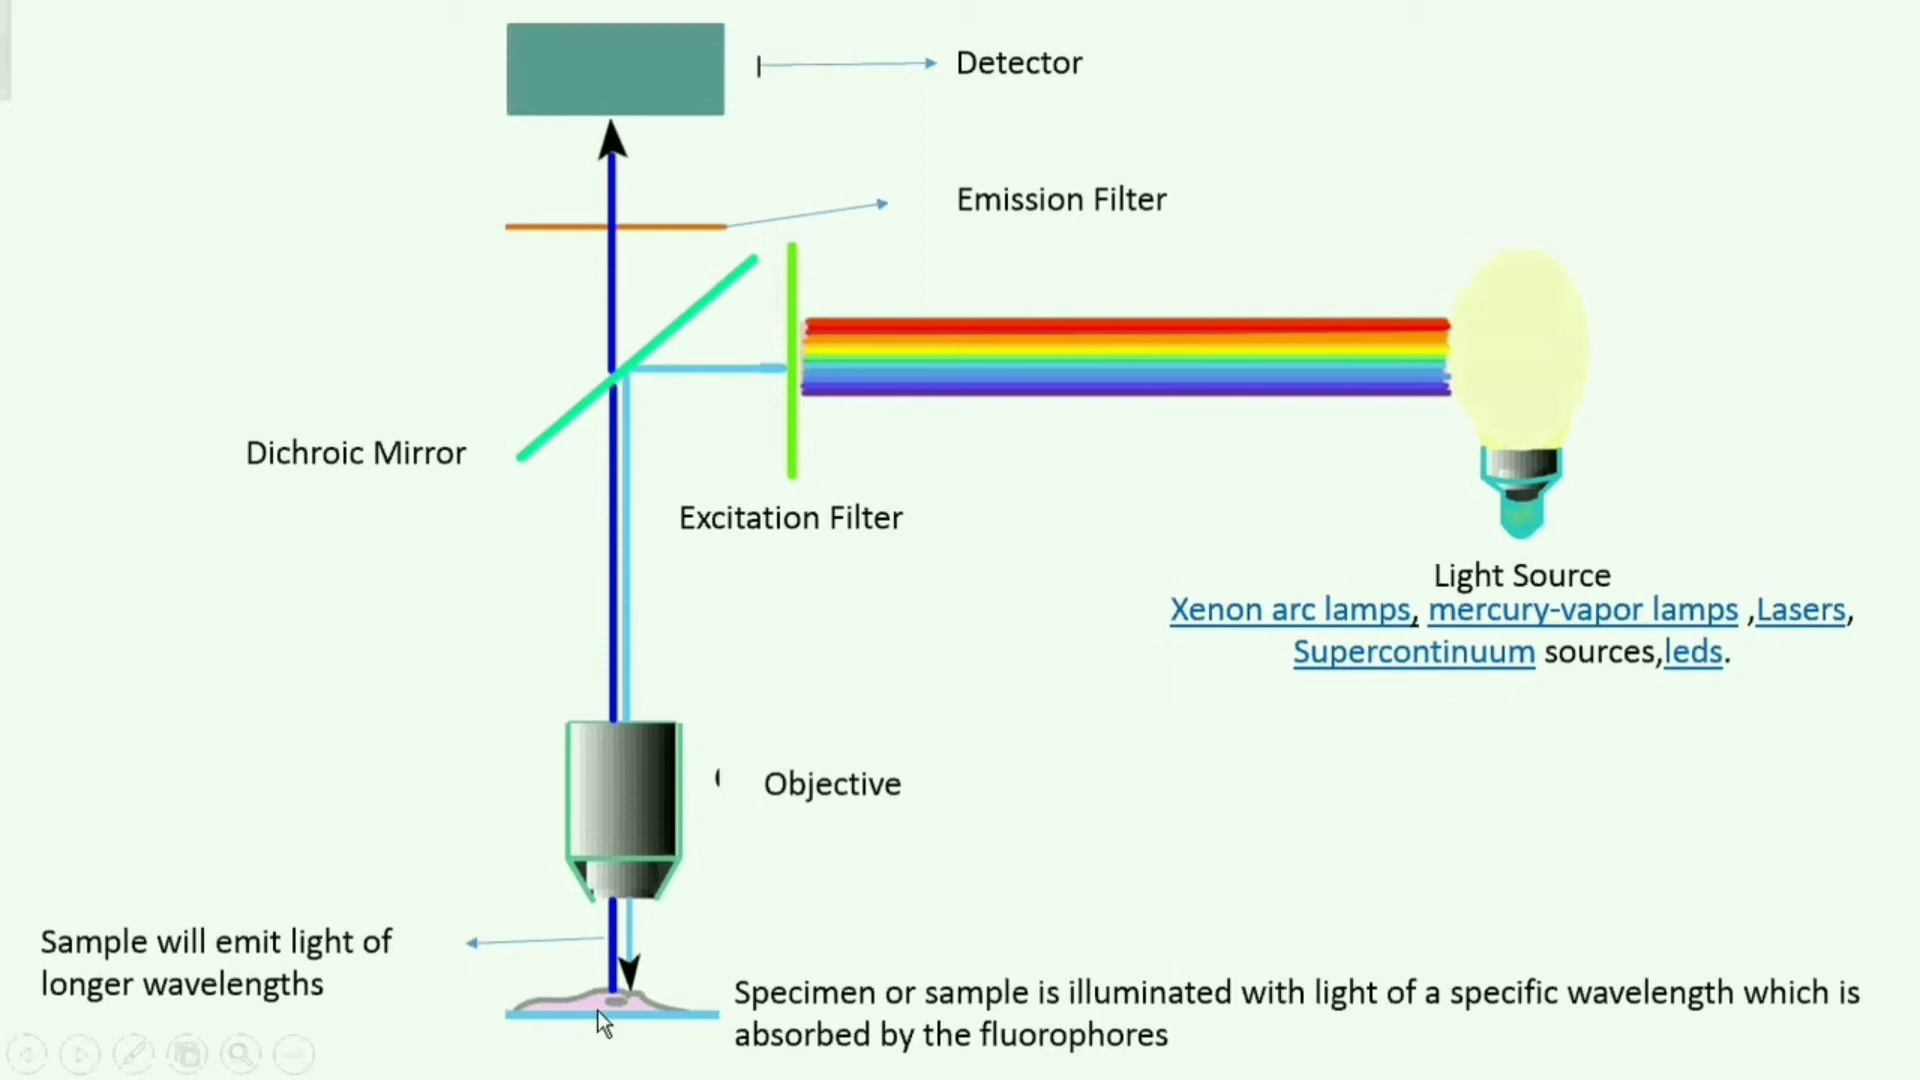 Detector
Emission Filter
Dichroic Mirror
Excitation Filter
Light Source
Xenon arc lamps, mercury-vapor lamps ,Lasers,
Supercontinuum sources,leds.
Objective
Sample will emit light of
longer wavelengths
Specimen or sample is illuminated with light of a specific wavelength which is
absorbed by the fluorophores